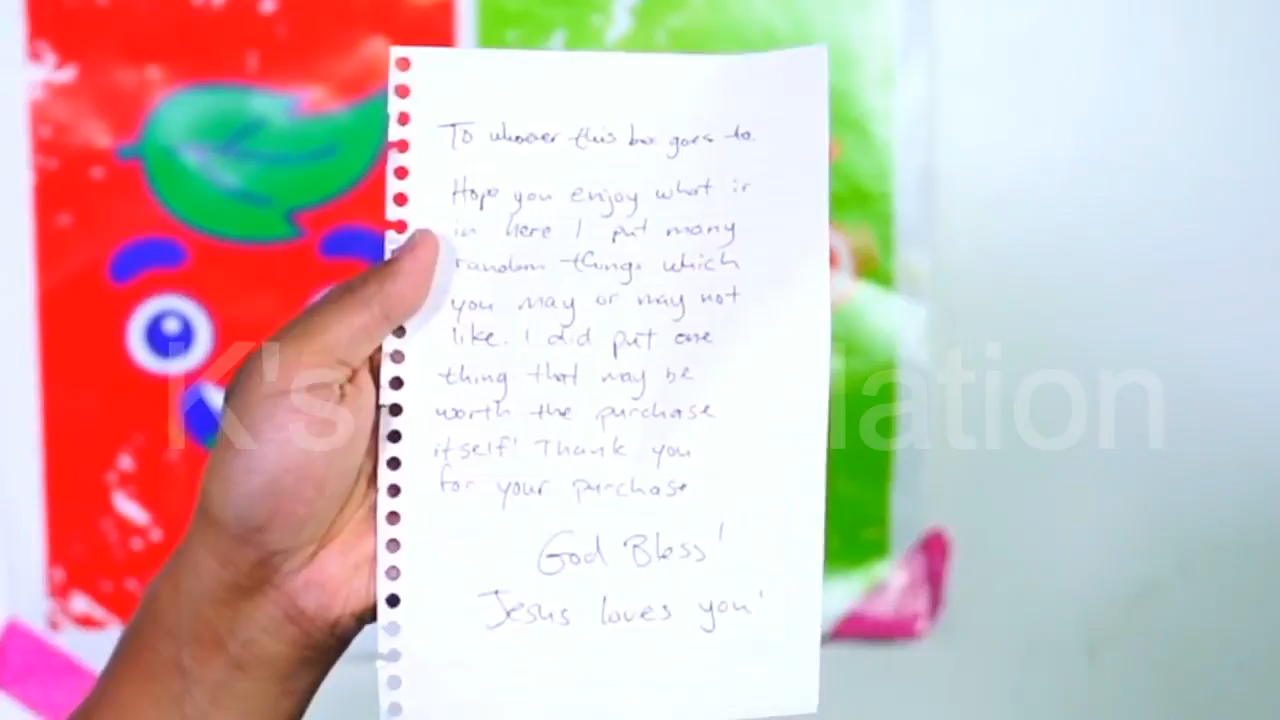 To whoever this box goes to.
Hope you enjoy what is
in here I put many
random things which
you may or may not
like. I did put one
thing that may be
worth the purchase
itself! Thank you
for your purchase
God Bless!
Jesus loves you!
K's lation